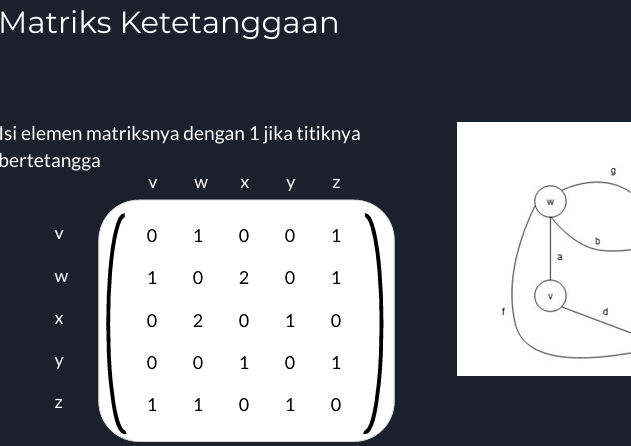 Matriks Ketetanggaan
Isi elemen matriksnya dengan 1 jika titiknya
bertetangga
v w x y z
v 0 1 0 0 1
w 1 0 2 0 1
x 0 2 0 1 0
y 0 0 1 0 1
z 1 1 0 1 0
g
w
b
a
v
f
d